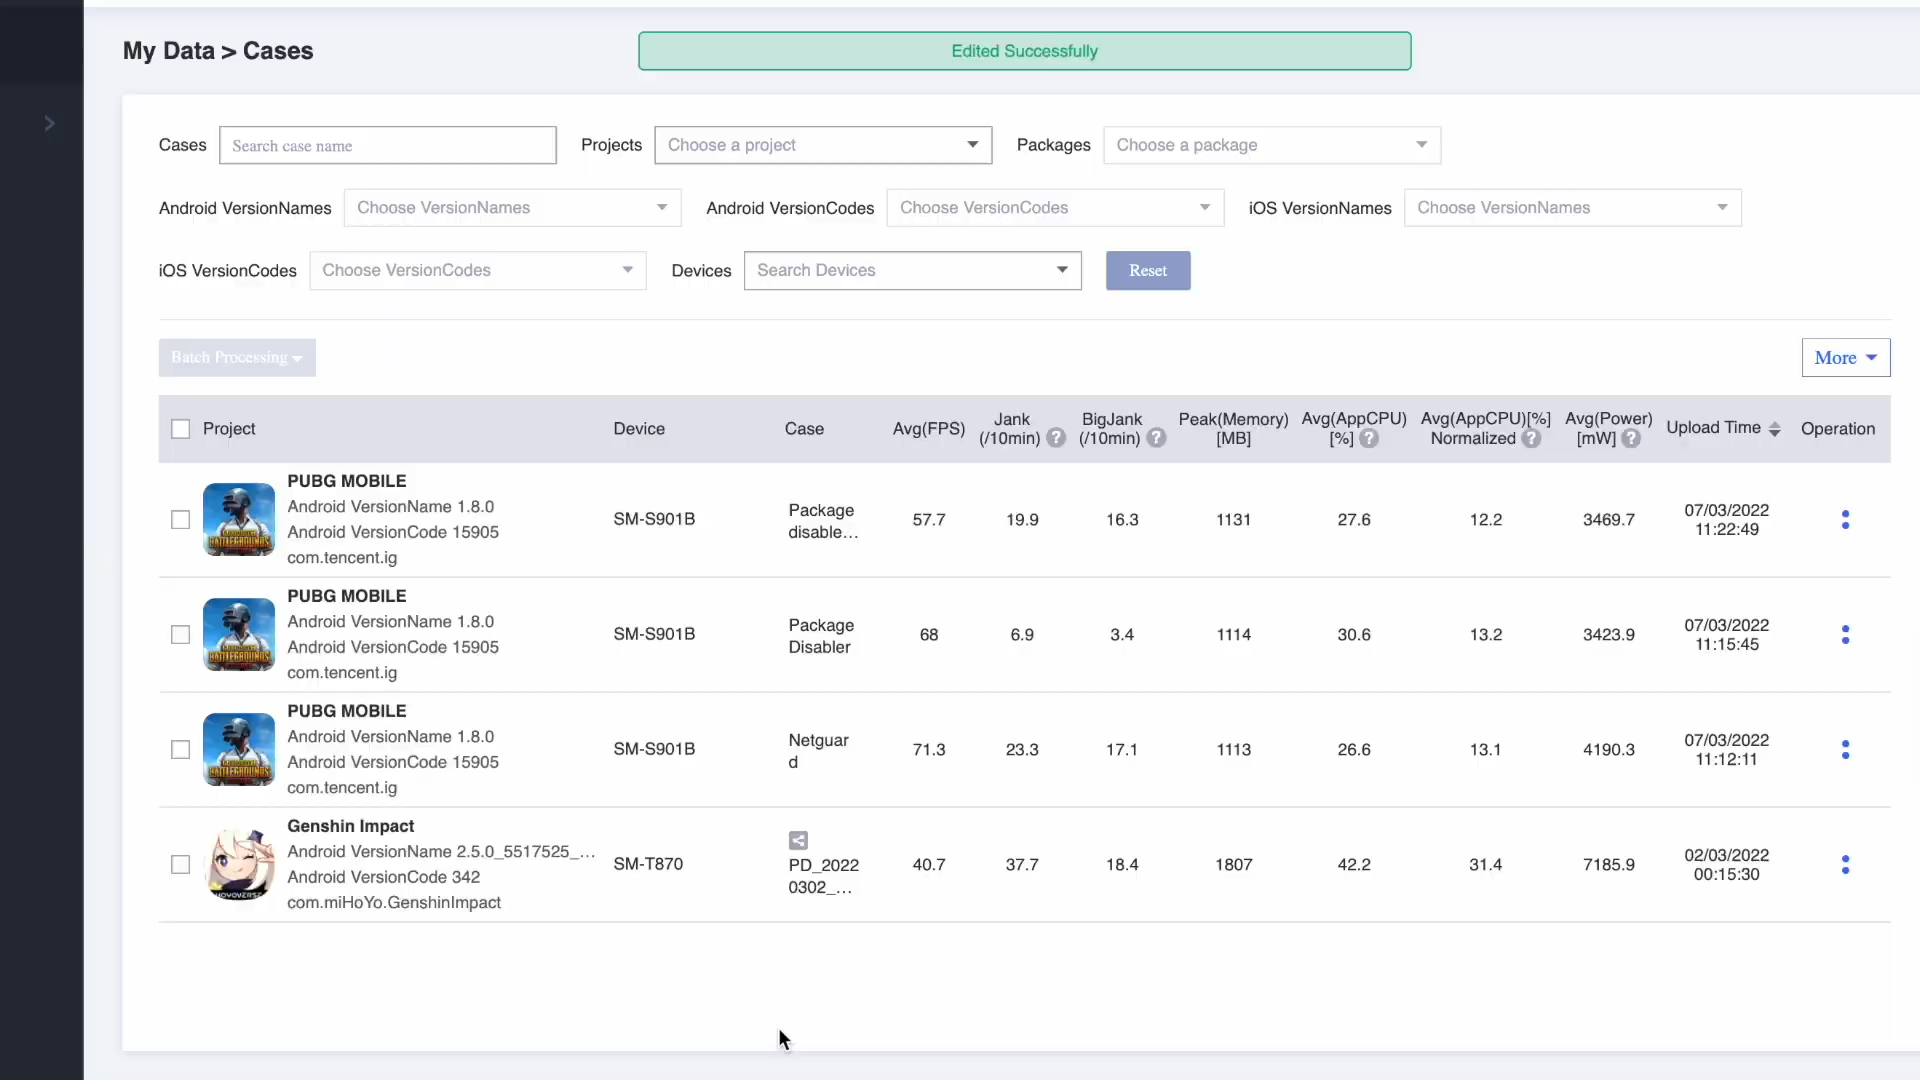 My Data > Cases
Edited Successfully
Cases
Search case name
Projects
Choose a project
Packages
Choose a package
Android VersionNames
Choose VersionNames
Android VersionCodes
Choose VersionCodes
iOS VersionNames
Choose VersionNames
iOS VersionCodes
Choose VersionCodes
Devices
Search Devices
Reset
Batch Processing
More
Project
Device
Case
Avg(FPS)
Jank
(/10min) ?
BigJank
(/10min) ?
Peak(Memory)
[MB]
Avg(AppCPU)
[%] ?
Avg(AppCPU)[%]
Normalized ?
Avg(Power)
[mW] ?
Upload Time
Operation
PUBG MOBILE
Android VersionName 1.8.0
Android VersionCode 15905
com.tencent.ig
BATTLEGROUNDS
SM-S901B
Package
disable...
57.7
19.9
16.3
1131
27.6
12.2
3469.7
07/03/2022
11:22:49
PUBG MOBILE
Android VersionName 1.8.0
Android VersionCode 15905
com.tencent.ig
BATTLEGROUNDS
SM-S901B
Package
Disabler
68
6.9
3.4
1114
30.6
13.2
3423.9
07/03/2022
11:15:45
PUBG MOBILE
Android VersionName 1.8.0
Android VersionCode 15905
com.tencent.ig
BATTLEGROUNDS
SM-S901B
Netguar
d
71.3
23.3
17.1
1113
26.6
13.1
4190.3
07/03/2022
11:12:11
Genshin Impact
Android VersionName 2.5.0_5517525_...
Android VersionCode 342
com.miHoYo.GenshinImpact
HOYOVERSE
SM-T870
PD_2022
0302_...
40.7
37.7
18.4
1807
42.2
31.4
7185.9
02/03/2022
00:15:30